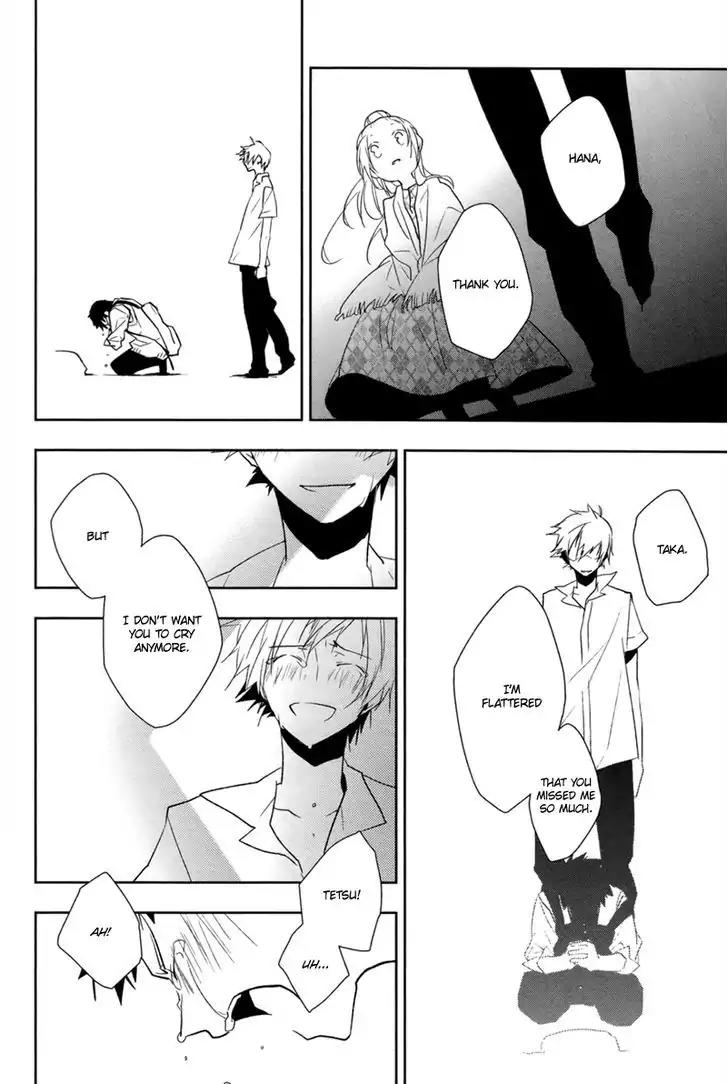 HANA,
THANK YOU.
TAKA.
I'M
FLATTERED
THAT YOU
MISSED ME
SO MUCH.
BUT
I DON'T WANT
YOU TO CRY
ANYMORE.
TETSU!
UH...
AH!